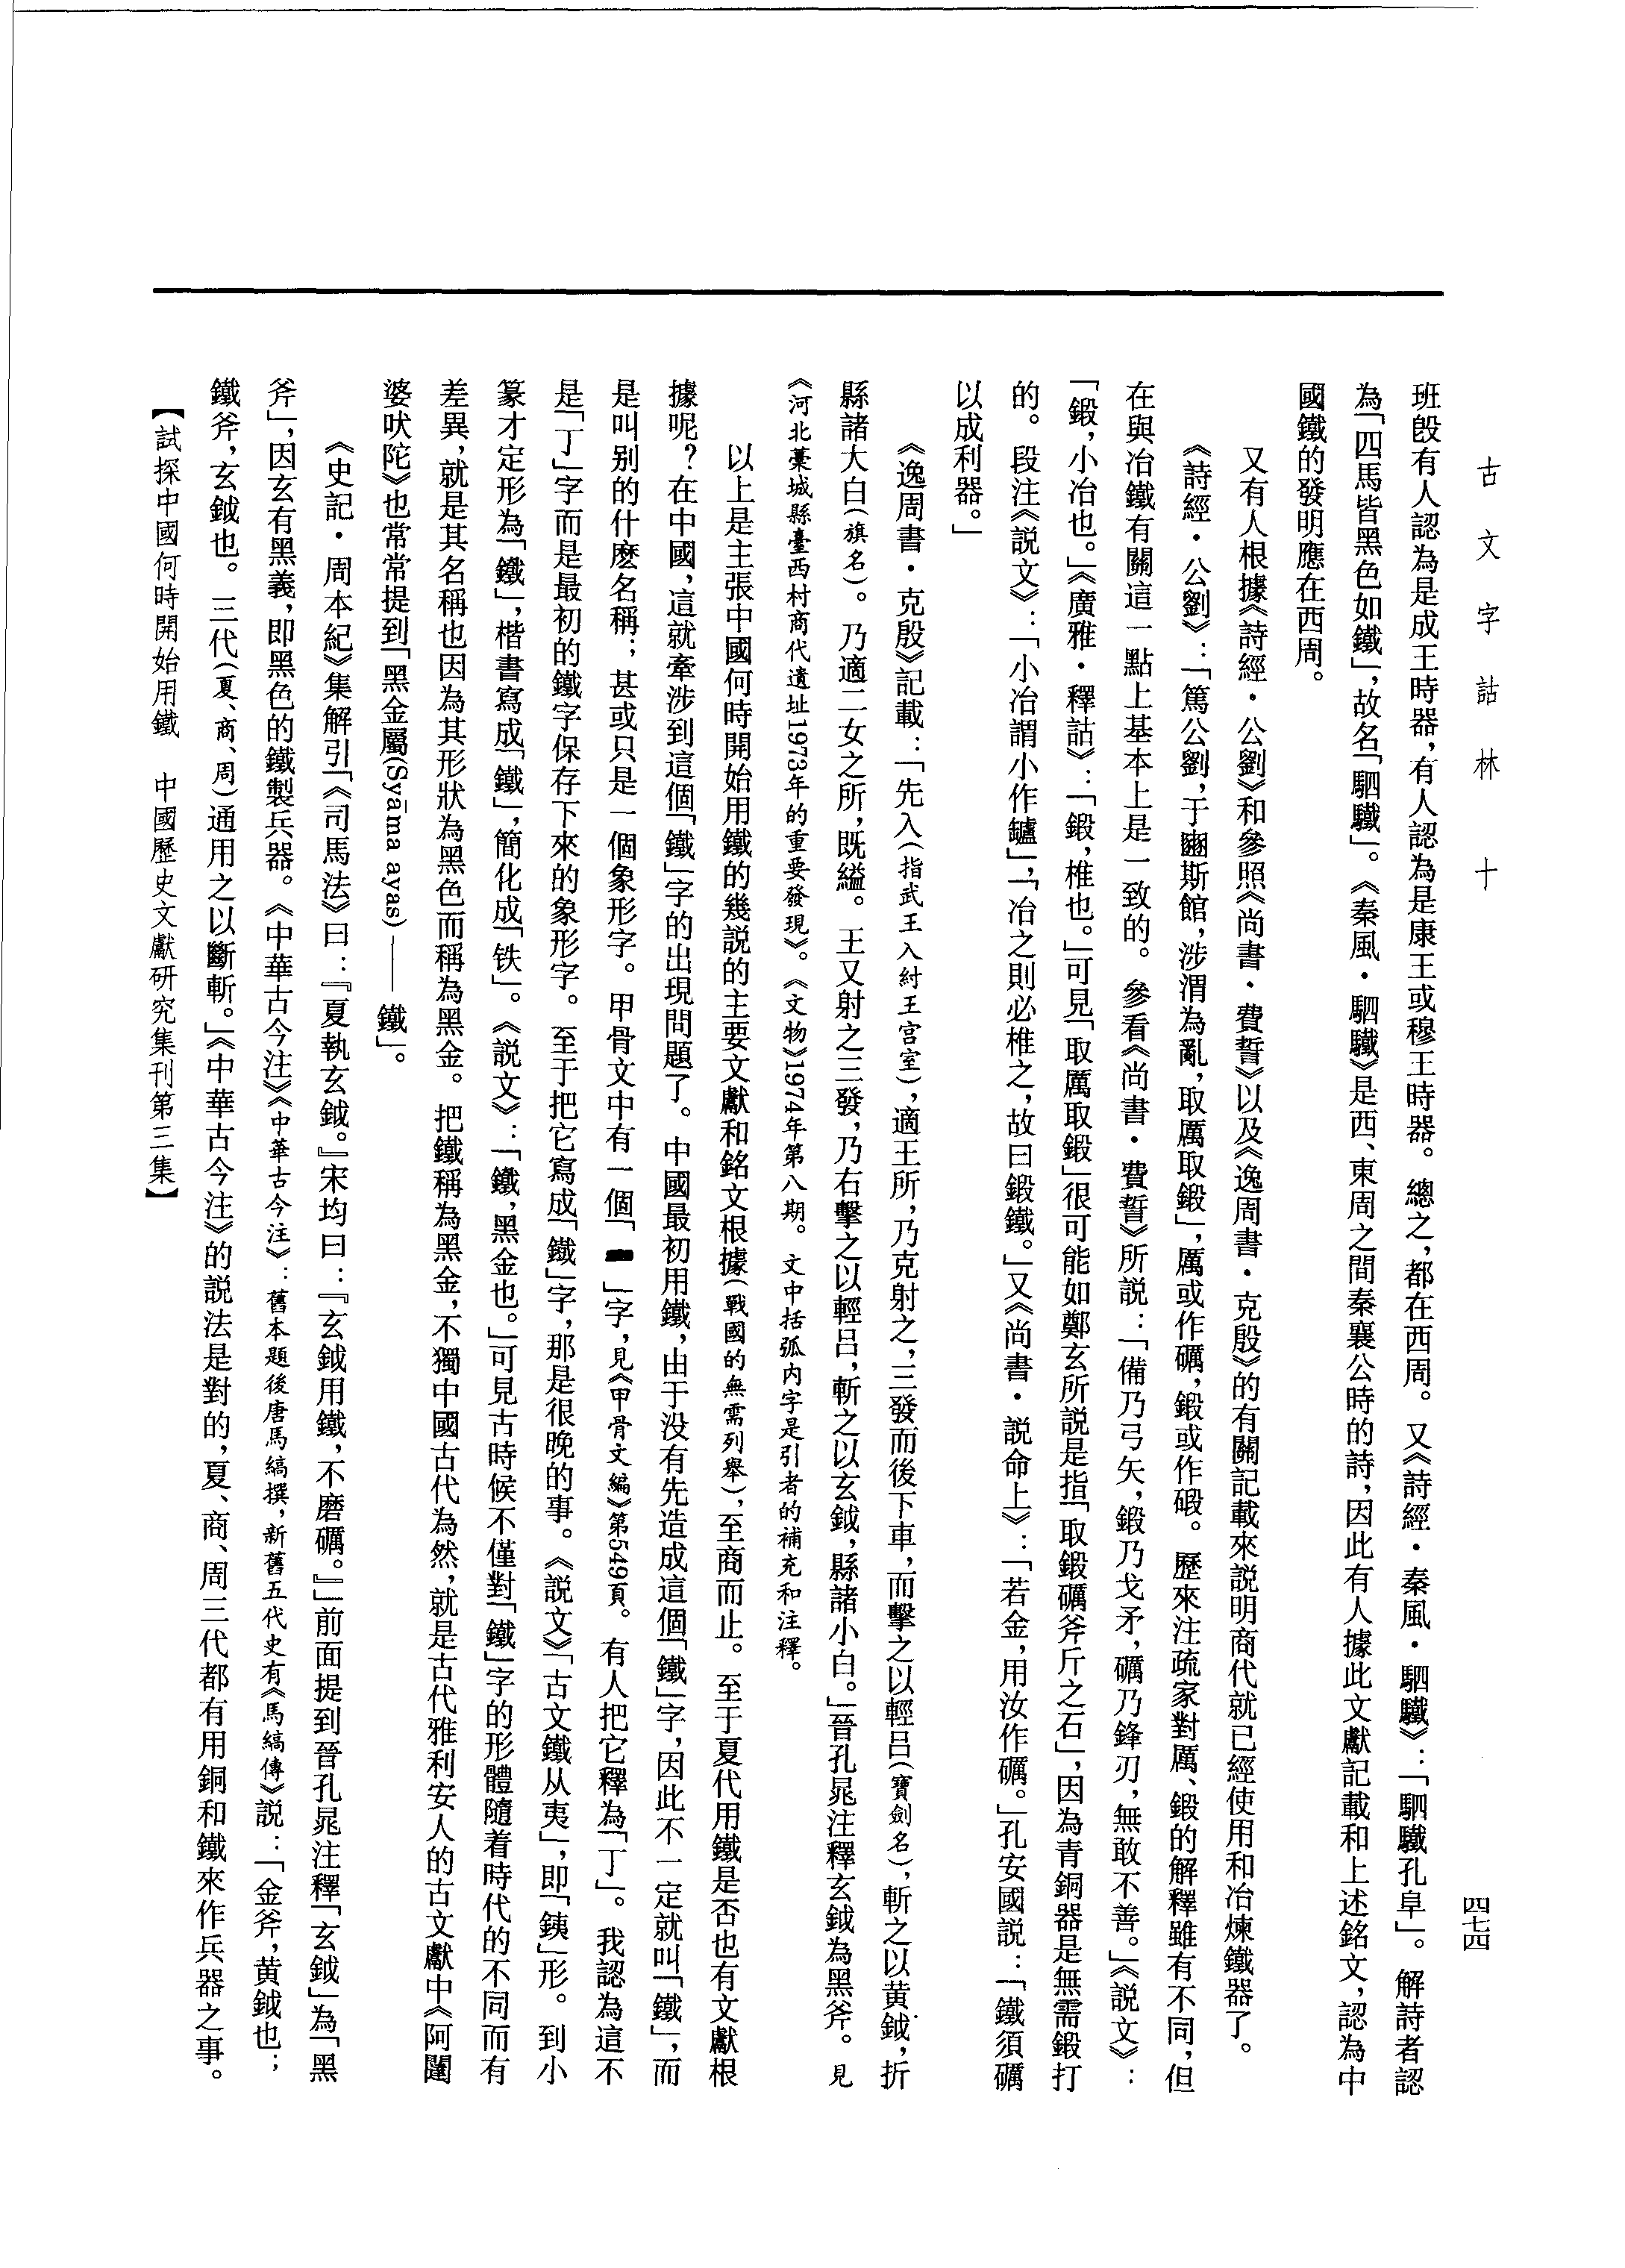 古文字詁林 十
四七四
班𣪘有人認為是成王時器，有人認為是康王或穆王時器。總之，都在西周。又《詩經·秦風·駟驖》：「駟驖孔阜」。解詩者認
為「四馬皆黑色如鐵」，故名「駟驖」。《秦風·駟驖》是西、東周之間秦襄公時的詩，因此有人據此文獻記載和上述銘文，認為中
國鐵的發明應在西周。
又有人根據《詩經·公劉》和參照《尚書·費誓》以及《逸周書·克殷》的有關記載來説明商代就已經使用和冶煉鐵器了。
《詩經·公劉》：「篤公劉，于豳斯館，涉渭為亂，取厲取鍛」，厲或作礪，鍛或作碫。歷來注疏家對厲、鍛的解釋雖有不同，但
在與冶鐵有關這一點上基本上是一致的。參看《尚書·費誓》所説：「備乃弓矢，鍛乃戈矛，礪乃鋒刃，無敢不善。」《説文》：
「鍛，小冶也。」《廣雅·釋詁》：「鍛，椎也。」可見「取厲取鍛」很可能如鄭玄所説是指「取鍛礪斧斤之石」，因為青銅器是無需鍛打
的。段注《説文》：「小冶謂小作鑪」，「冶之則必椎之，故曰鍛鐵。」又《尚書·説命上》：「若金，用汝作礪。」孔安國説：「鐵須礪
以成利器。」
《逸周書·克殷》記載：「先入（指武王入紂王宮室），適王所，乃克射之，三發而後下車，而擊之以輕呂（寶劍名），斬之以黄鉞，折
縣諸大白（旗名）。乃適二女之所，既縊。王又射之三發，乃右擊之以輕吕，斬之以玄鉞，縣諸小白。」晉孔晁注釋玄鉞為黑斧。見
《河北藁城縣臺西村商代遺址1973年的重要發現》。《文物》1974年第八期。文中括弧内字是引者的補充和注釋。
以上是主張中國何時開始用鐵的幾説的主要文獻和銘文根據（戰國的無需列舉），至商而止。至于夏代用鐵是否也有文獻根
據呢？在中國，這就牽涉到這個「鐵」字的出現問題了。中國最初用鐵，由于没有先造成這個「鐵」字，因此不一定就叫「鐵」，而
是叫别的什麽名稱；甚或只是一個象形字。甲骨文中有一個「 」字，見《甲骨文編》第549頁。有人把它釋為「丁」。我認為這不
是「丁」字而是最初的鐵字保存下來的象形字。至于把它寫成「鐵」字，那是很晚的事。《説文》「古文鐵从夷」，即「銕」形。到小
篆才定形為「鐵」，楷書寫成「鐵」，簡化成「铁」。《説文》：「鐵，黑金也。」可見古時候不僅對「鐵」字的形體隨着時代的不同而有
差異，就是其名稱也因為其形狀為黑色而稱為黑金。把鐵稱為黑金，不獨中國古代為然，就是古代雅利安人的古文獻中《阿闥
婆吠陀》也常常提到「黑金屬(Syāma ayas)——鐵」。
《史記·周本紀》集解引「《司馬法》曰：『夏執玄鉞。』宋均曰：『玄鉞用鐵，不磨礪。』」前面提到晉孔晁注釋「玄鉞」為「黑
斧」，因玄有黑義，即黑色的鐵製兵器。《中華古今注》《中華古今注》：舊本題後唐馬縞撰，新舊五代史有《馬縞傳》説：「金斧，黄鉞也；
鐵斧，玄鉞也。三代（夏、商、周）通用之以斷斬。」《中華古今注》的説法是對的，夏、商、周三代都有用銅和鐵來作兵器之事。
【試探中國何時開始用鐵　中國歷史文獻研究集刊第三集】